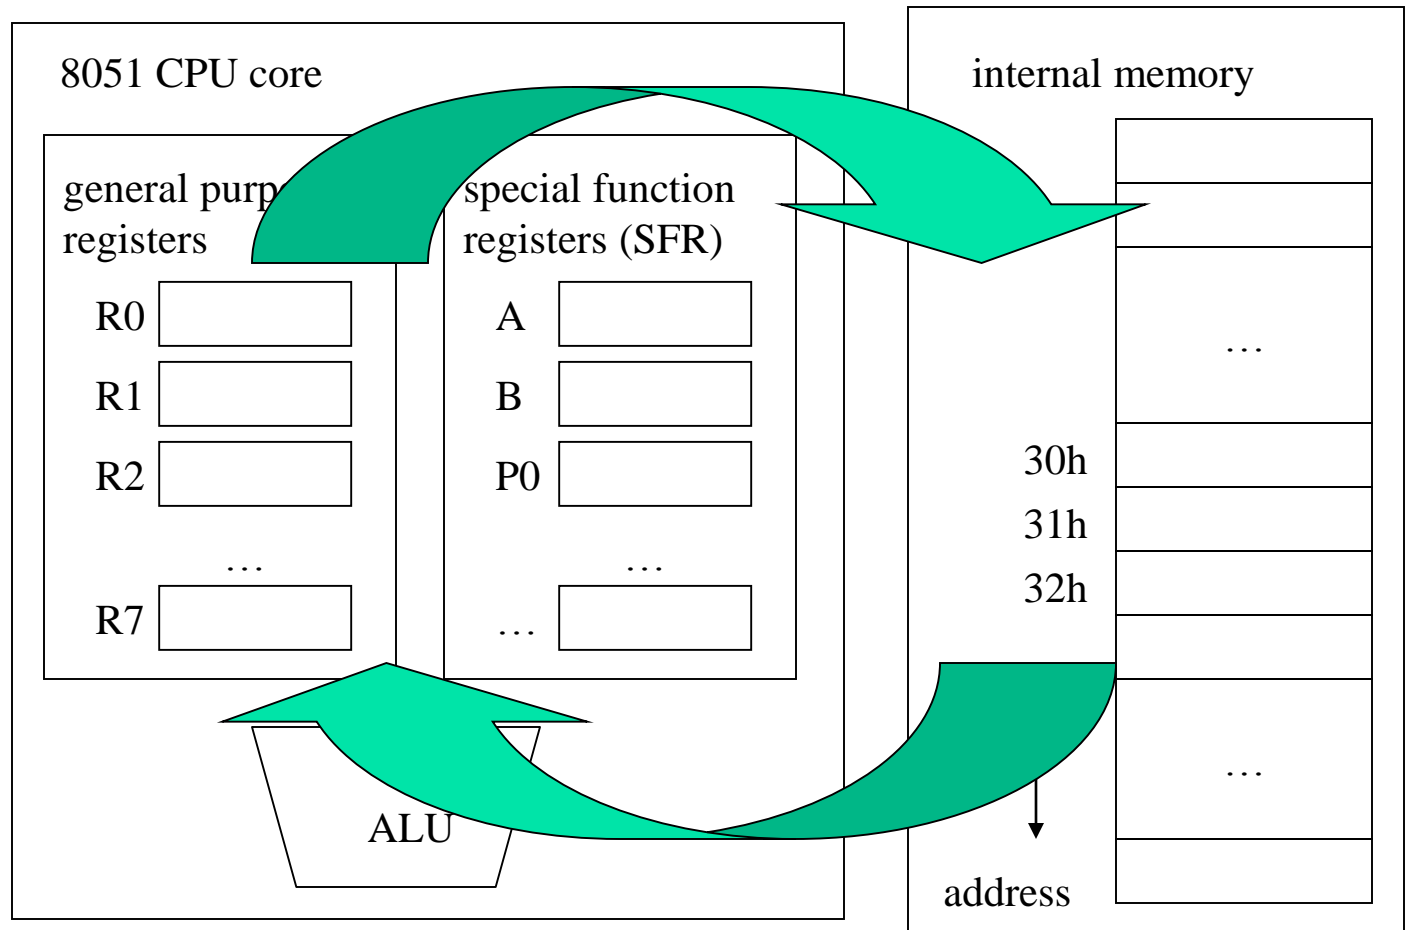 8051 CPU core
general purp
registers
R0
R1
R2
…
R7
special function
registers (SFR)
A
B
P0
…
…
ALU
internal memory
…
30h
31h
32h
…
address